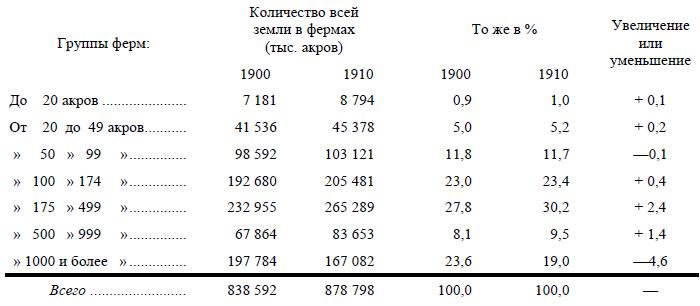 Группы ферм: Количество всей земли в фермах (тыс. акров) То же в % Увеличение или уменьшение
1900 1910 1900 1910
До 20 акров ...................... 7 181 8 794 0,9 1,0 + 0,1
От 20 до 49 акров........... 41 536 45 378 5,0 5,2 + 0,2
» 50 » 99 » ............... 98 592 103 121 11,8 11,7 —0,1
» 100 » 174 » ............... 192 680 205 481 23,0 23,4 + 0,4
» 175 » 499 » ............... 232 955 265 289 27,8 30,2 + 2,4
» 500 » 999 » ............... 67 864 83 653 8,1 9,5 + 1,4
» 1000 и более » ............... 197 784 167 082 23,6 19,0 —4,6
Всего ......................... 838 592 878 798 100,0 100,0 —